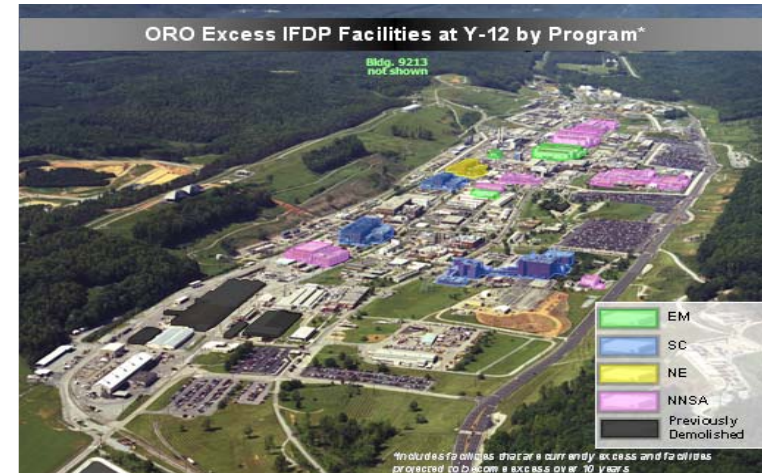 ORO Excess IFDP Facilities at Y-12 by Program*
Bldg. 9213
not shown
EM
SC
NE
NNSA
Previously
Demolished
*Includes facilities that are currently excess and facilities
projected to become excess over 10 years